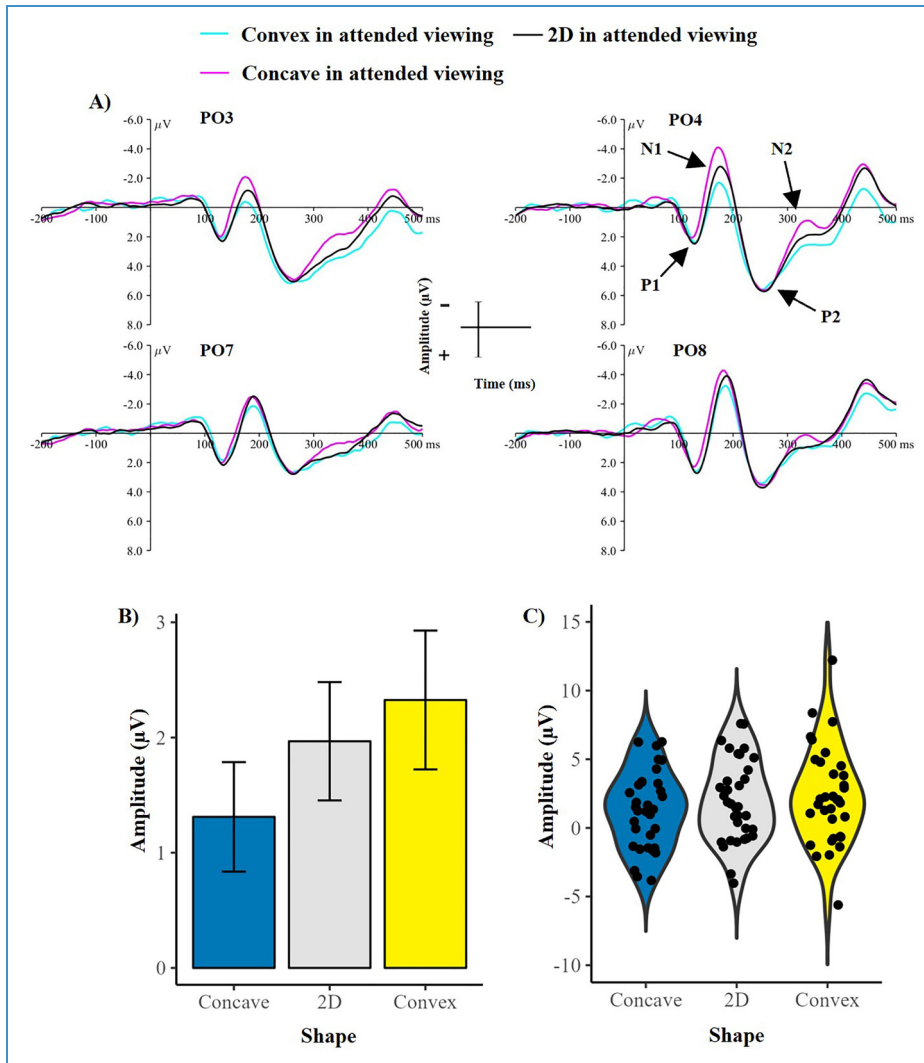 Convex in attended viewing
2D in attended viewing
Concave in attended viewing
A)
PO3
-6.0
µV
-4.0
-2.0
-200
-100
100
200
300
400
500 ms
2.0
4.0
6.0
8.0
PO4
-6.0
µV
N1
N2
-4.0
-2.0
-200
-100
100
200
300
400
500 ms
2.0
4.0
P1
6.0
P2
8.0
Amplitude (µV)
-
+
Time (ms)
PO7
-6.0
µV
-4.0
-2.0
-200
-100
100
200
300
400
500 ms
2.0
4.0
6.0
8.0
PO8
-6.0
µV
-4.0
-2.0
-200
-100
100
200
300
400
500 ms
2.0
4.0
6.0
8.0
B)
3
2
1
0
Amplitude (µV)
Concave
2D
Convex
Shape
C)
15
10
5
0
-5
-10
Amplitude (µV)
Concave
2D
Convex
Shape